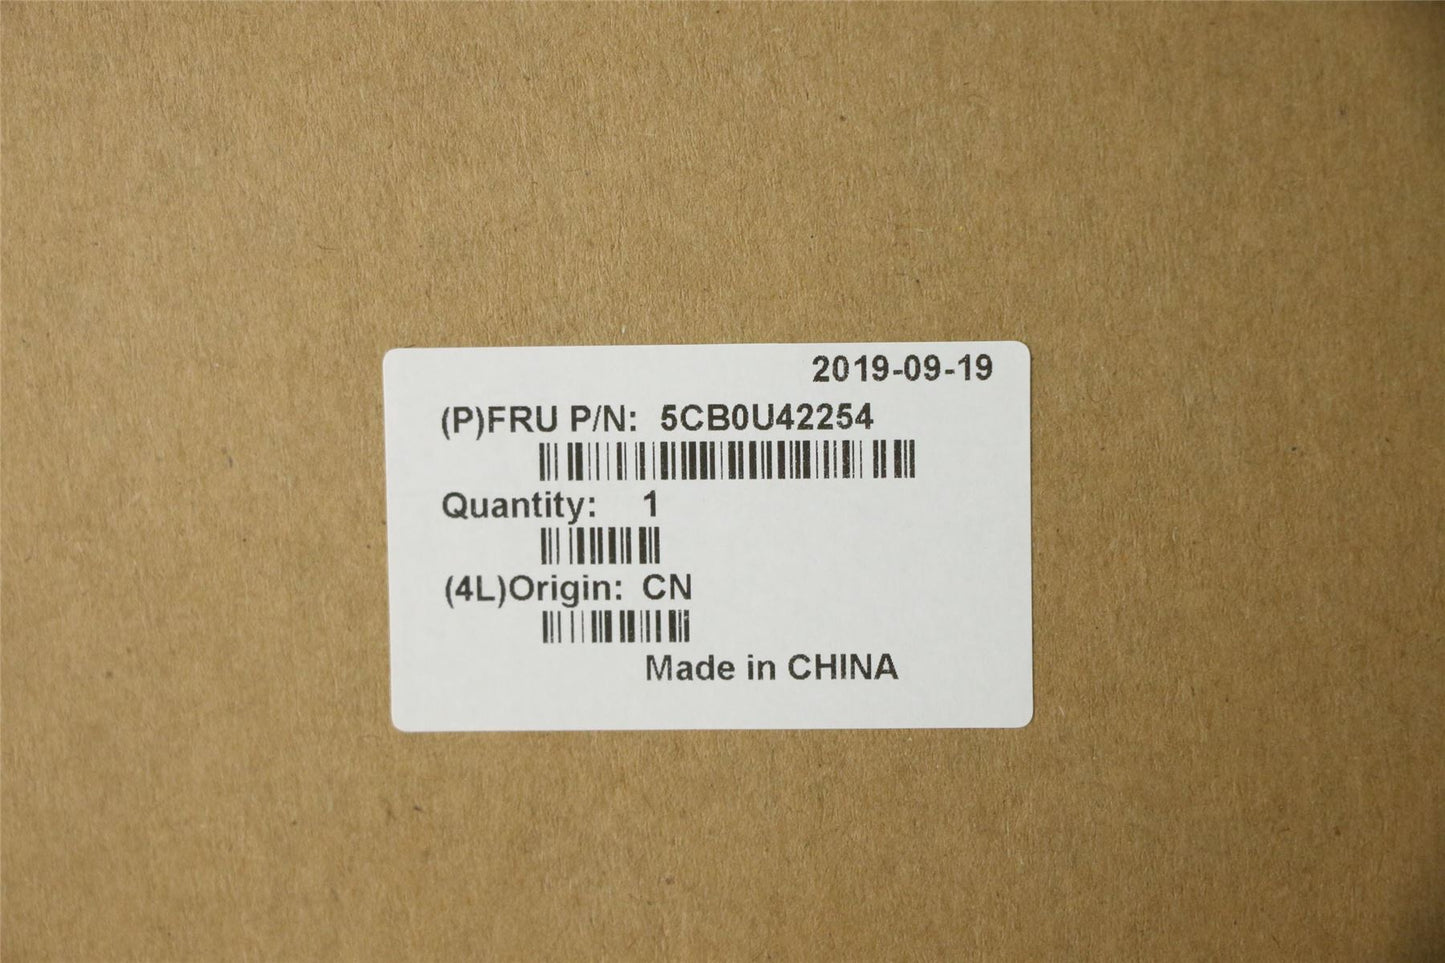 2019-09-19
(P)FRU P/N: 5CB0U42254
Quantity: 1
(4L)Origin: CN
Made in CHINA